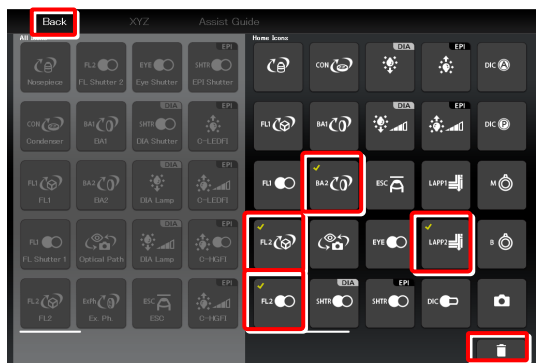 Back XYZ Assist Guide
Home Icons
EPI DIA EPI
Nosepiece FL2 FL Shutter 2 EYE Eye Shutter SHTR EPI Shutter CON DIC A
DIA EPI DIA EPI
CON Condenser BA1 BA1 SHTR DIA Shutter O-LEDFI FL1 BA1 DIC P
DIA EPI
FL1 FL1 BA2 BA2 DIA Lamp O-LEDFI FL1 BA2 ESC LAPP1 M
DIA EPI
FL1 FL Shutter 1 Optical Path DIA Lamp O-HGFI FL2 EYE LAPP2 B
EPI DIA EPI
FL2 FL2 ExPh Ex. Ph. ESC ESC O-HGFI FL2 SHTR SHTR DIC